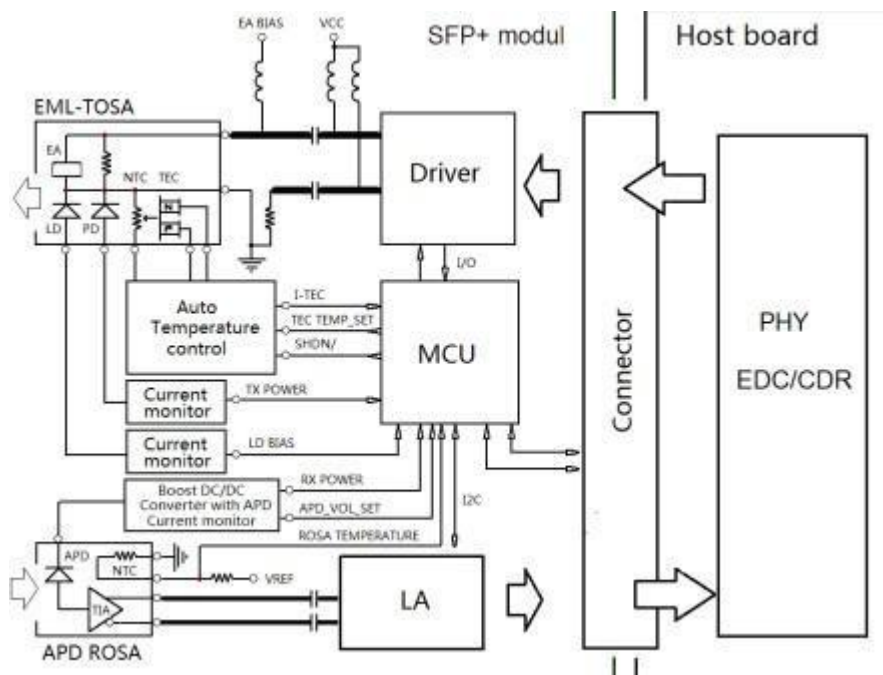 EA BIAS
VCC
SFP+ modul
Host board
EML-TOSA
EA
NTC
TEC
N
P
LD
PD
Driver
I/O
Auto
Temperature
control
I-TEC
TEC TEMP_SET
SHDN/
MCU
Connector
PHY
EDC/CDR
Current
monitor
TX POWER
Current
monitor
LD BIAS
Boost DC/DC
Converter with APD
Current monitor
RX POWER
APD_VOL_SET
I2C
ROSA TEMPERATURE
APD
NTC
VREF
TIA
LA
APD ROSA